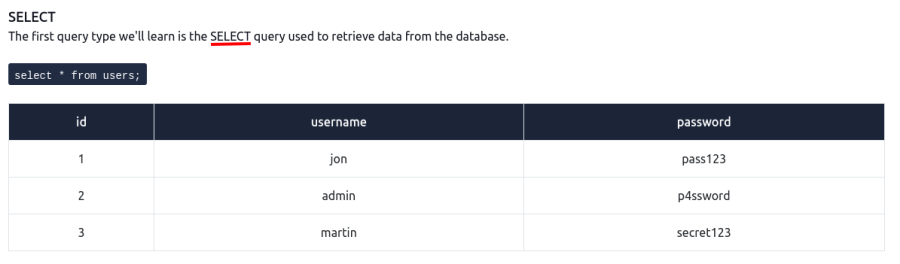 SELECT
The first query type we'll learn is the SELECT query used to retrieve data from the database.
select * from users;
id username password
1 jon pass123
2 admin p4ssword
3 martin secret123